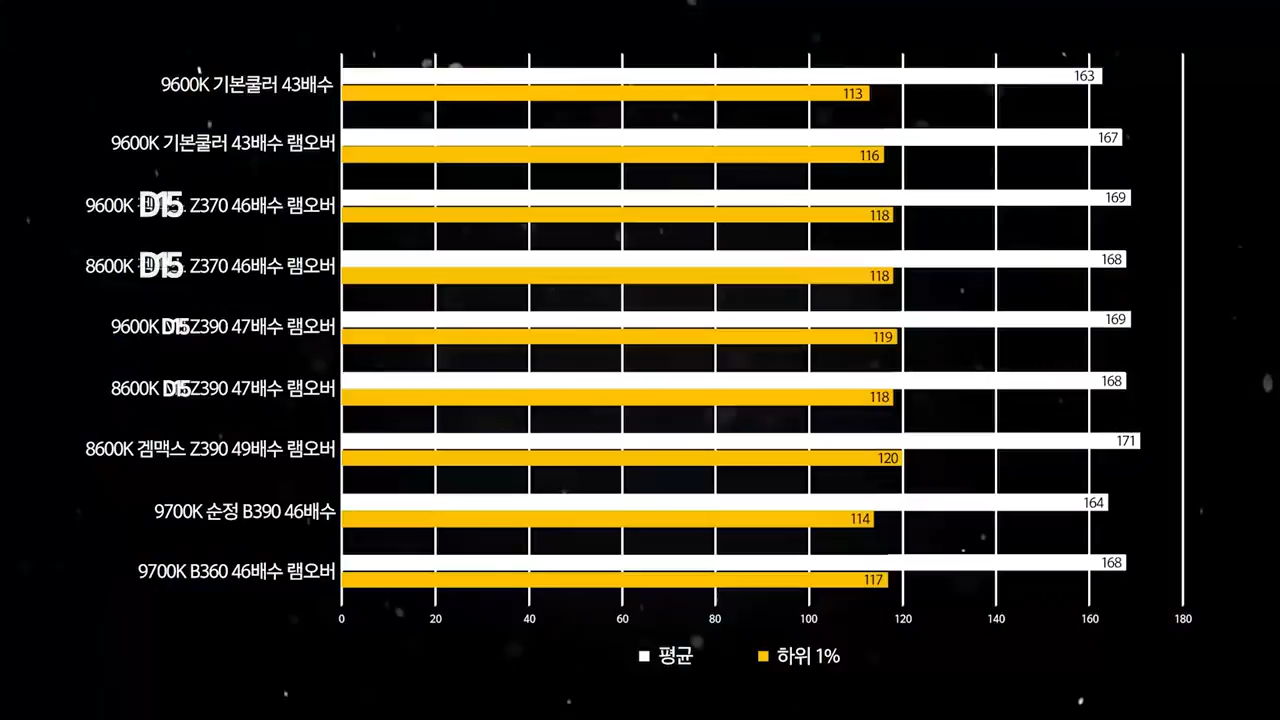 9600K 기본쿨러 43배수
163
113
9600K 기본쿨러 43배수 램오버
167
116
9600K D15 Z370 46배수 램오버
169
118
8600K D15 Z370 46배수 램오버
168
118
9600K D15 Z390 47배수 램오버
169
119
8600K D15 Z390 47배수 램오버
168
118
8600K 겜맥스 Z390 49배수 램오버
171
120
9700K 순정 B390 46배수
164
114
9700K B360 46배수 램오버
168
117
0 20 40 60 80 100 120 140 160 180
평균 하위 1%